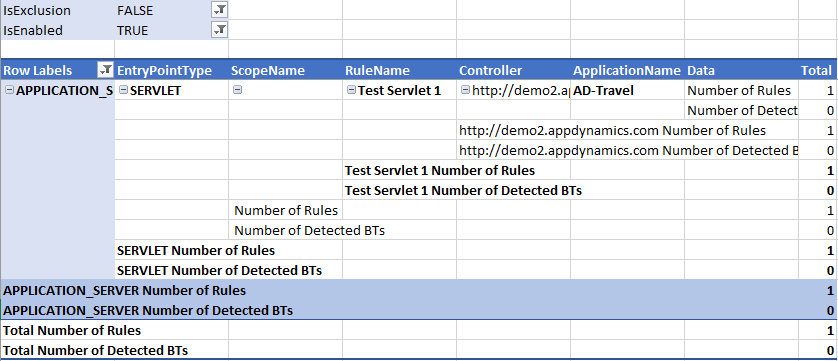 IsExclusion FALSE
IsEnabled TRUE
Row Labels EntryPointType ScopeName RuleName Controller ApplicationName Data Total
APPLICATION_S SERVLET Test Servlet 1 http://demo2.ap AD-Travel Number of Rules 1
Number of Detect 0
http://demo2.appdynamics.com Number of Rules 1
http://demo2.appdynamics.com Number of Detected B 0
Test Servlet 1 Number of Rules 1
Test Servlet 1 Number of Detected BTs 0
Number of Rules 1
Number of Detected BTs 0
SERVLET Number of Rules 1
SERVLET Number of Detected BTs 0
APPLICATION_SERVER Number of Rules 1
APPLICATION_SERVER Number of Detected BTs 0
Total Number of Rules 1
Total Number of Detected BTs 0